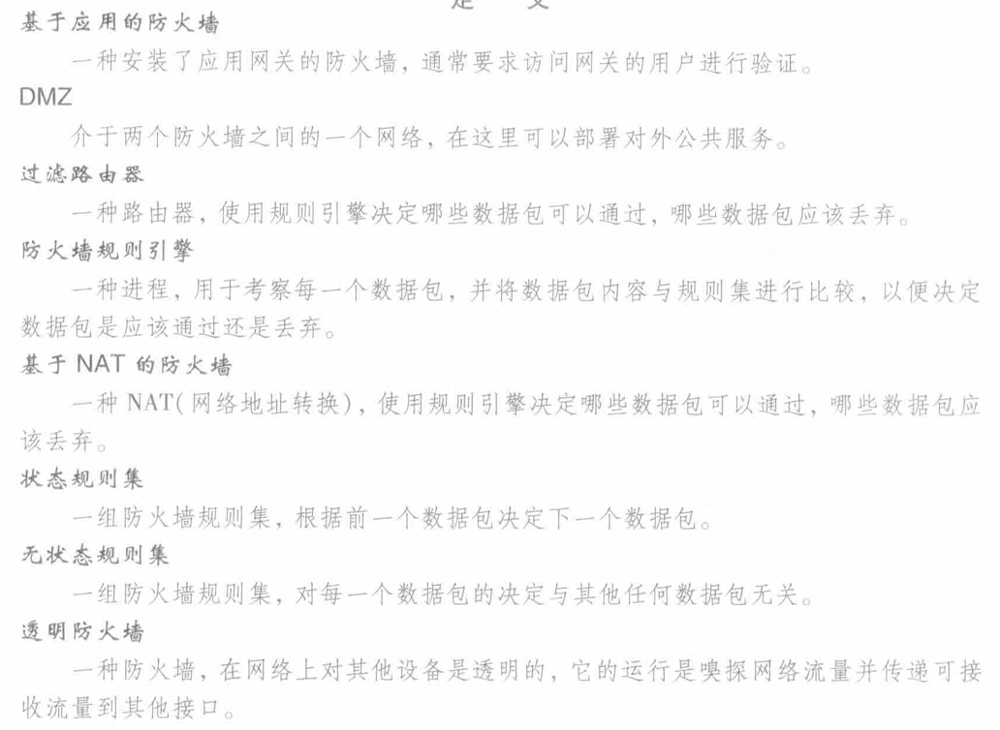 定 义
基于应用的防火墙
一种安装了应用网关的防火墙，通常要求访问网关的用户进行验证。
DMZ
介于两个防火墙之间的一个网络，在这里可以部署对外公共服务。
过滤路由器
一种路由器，使用规则引擎决定哪些数据包可以通过，哪些数据包应该丢弃。
防火墙规则引擎
一种进程，用于考察每一个数据包，并将数据包内容与规则集进行比较，以便决定
数据包是应该通过还是丢弃。
基于 NAT 的防火墙
一种 NAT(网络地址转换)，使用规则引擎决定哪些数据包可以通过，哪些数据包应
该丢弃。
状态规则集
一组防火墙规则集，根据前一个数据包决定下一个数据包。
无状态规则集
一组防火墙规则集，对每一个数据包的决定与其他任何数据包无关。
透明防火墙
一种防火墙，在网络上对其他设备是透明的，它的运行是嗅探网络流量并传递可接
收流量到其他接口。